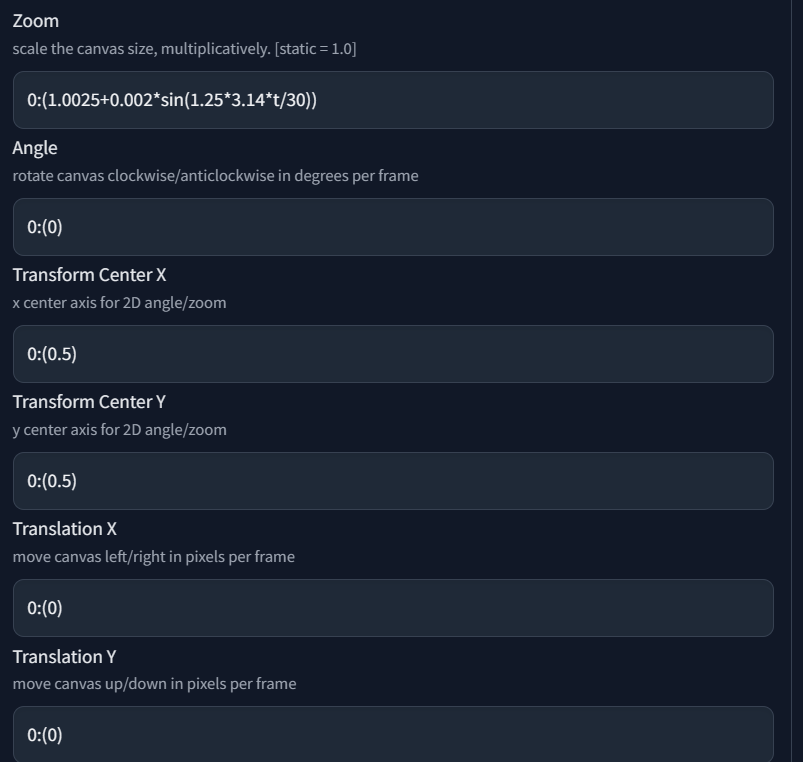 Zoom
scale the canvas size, multiplicatively. [static = 1.0]
0:(1.0025+0.002*sin(1.25*3.14*t/30))
Angle
rotate canvas clockwise/anticlockwise in degrees per frame
0:(0)
Transform Center X
x center axis for 2D angle/zoom
0:(0.5)
Transform Center Y
y center axis for 2D angle/zoom
0:(0.5)
Translation X
move canvas left/right in pixels per frame
0:(0)
Translation Y
move canvas up/down in pixels per frame
0:(0)